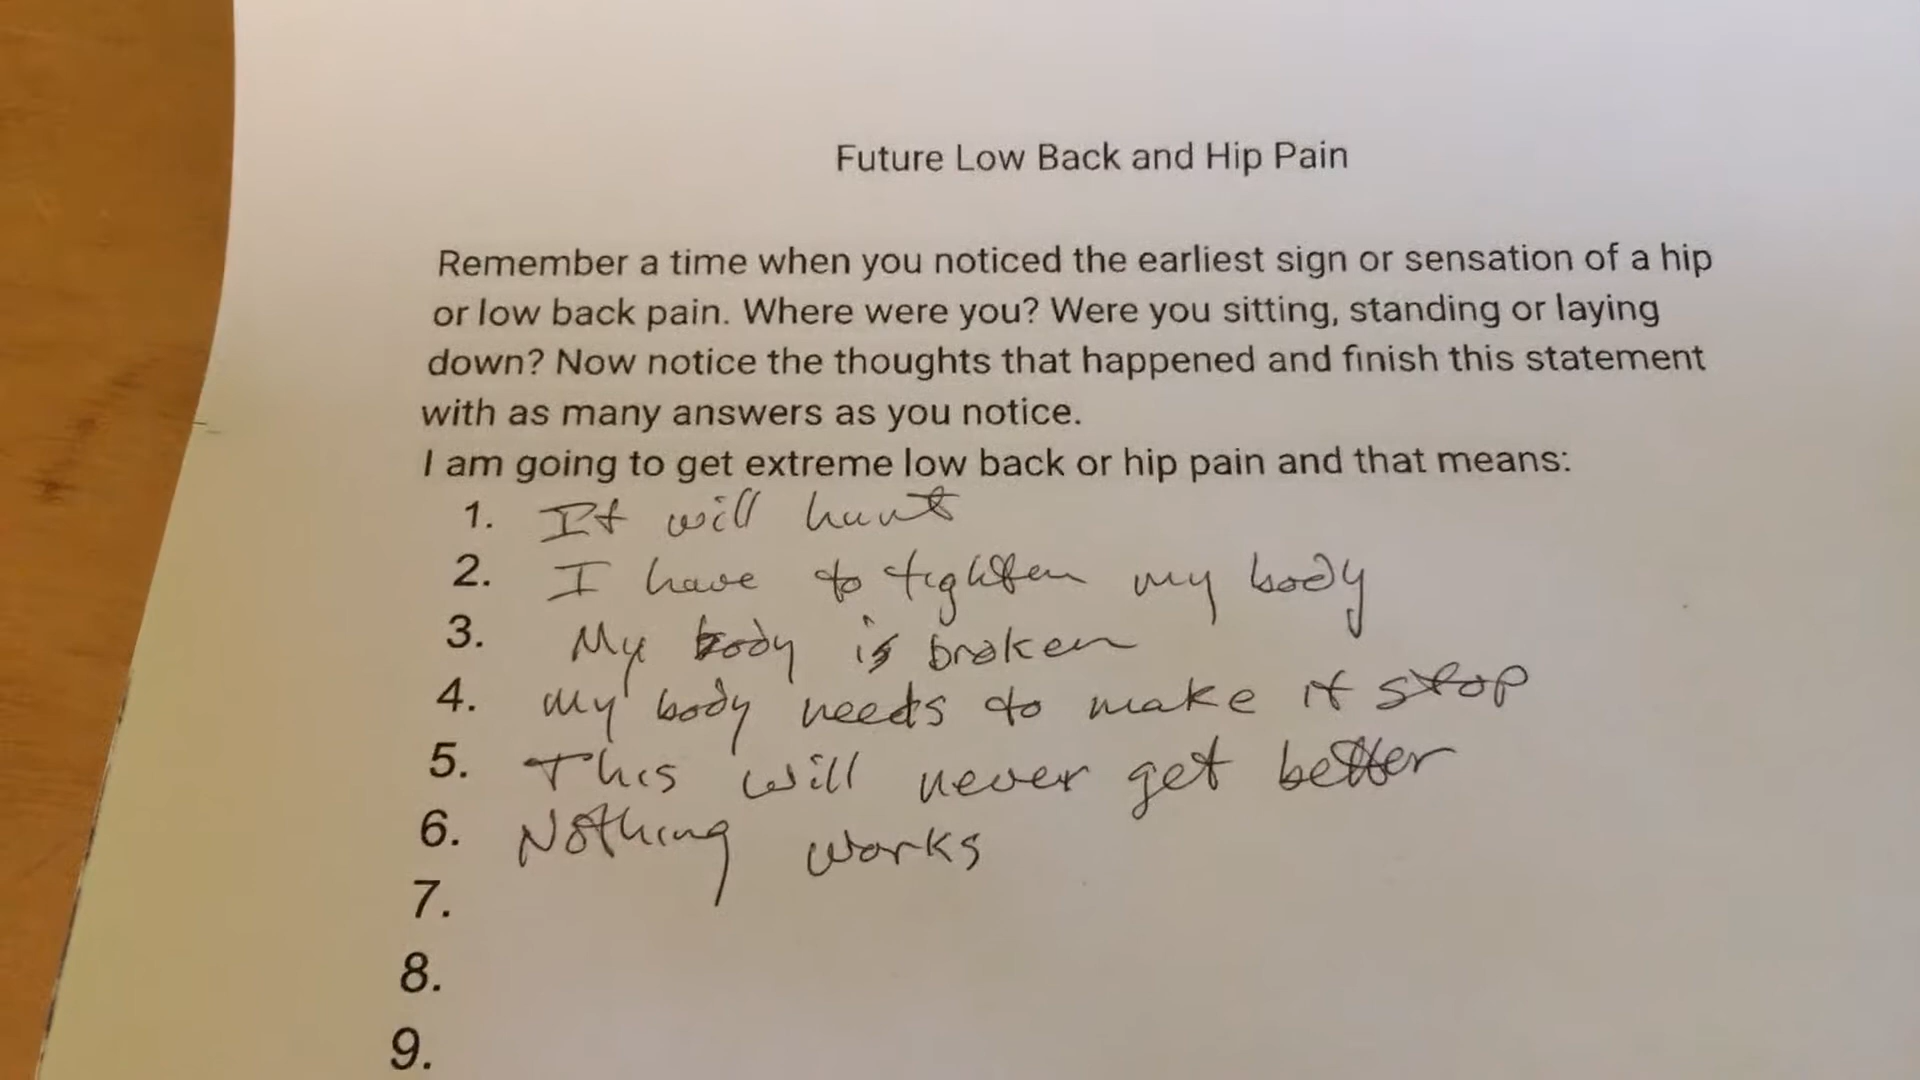 Future Low Back and Hip Pain
Remember a time when you noticed the earliest sign or sensation of a hip
or low back pain. Where were you? Were you sitting, standing or laying
down? Now notice the thoughts that happened and finish this statement
with as many answers as you notice.
I am going to get extreme low back or hip pain and that means:
1. It will hurt
2. I have to tighten my body
3. My body is broken
4. my body needs to make it stop
5. This will never get better
6. Nothing works
7.
8.
9.